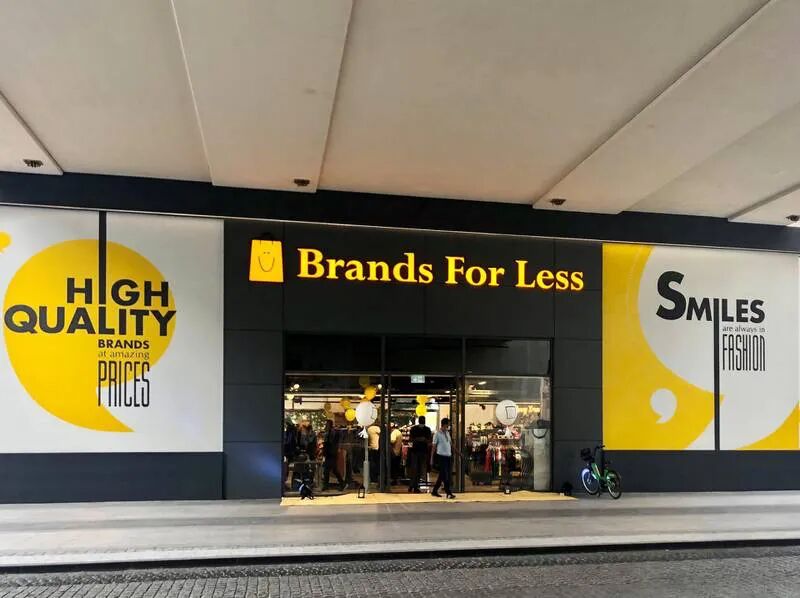 HIGH
QUALITY
BRANDS
at amazing
PRICES
Brands For Less
SMILES
are always in
FASHION